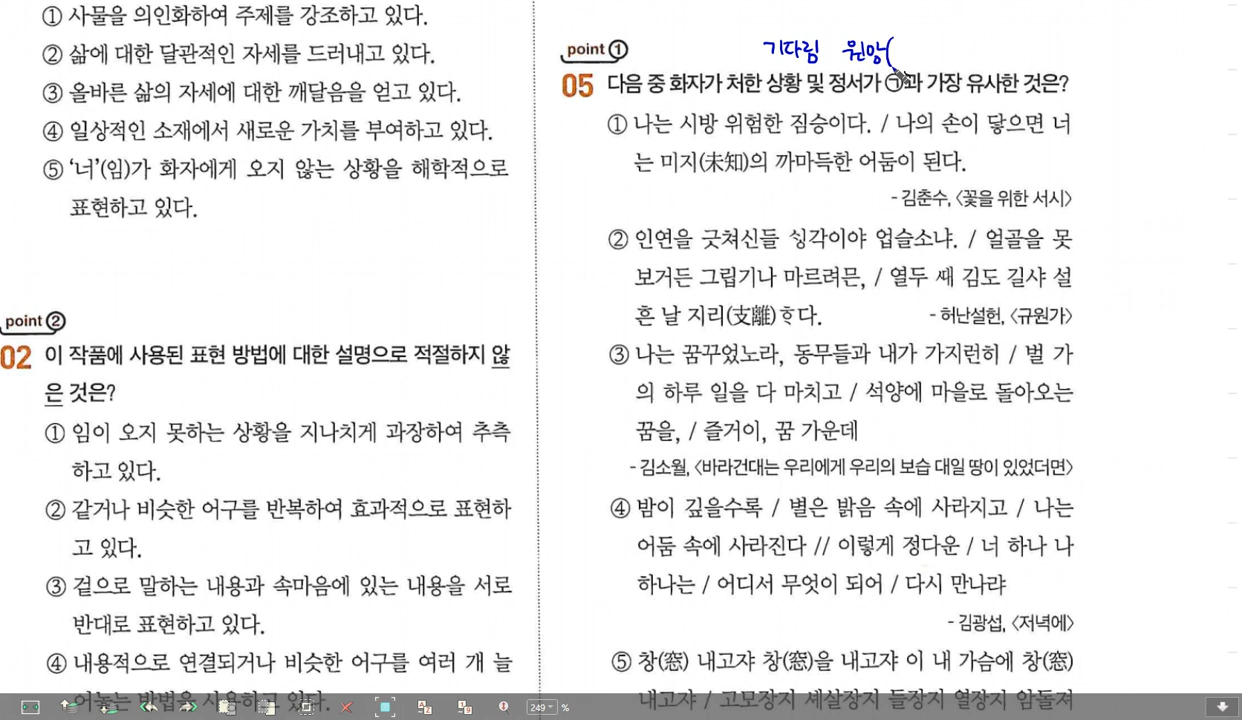 ① 사물을 의인화하여 주제를 강조하고 있다.
② 삶에 대한 달관적인 자세를 드러내고 있다.
③ 올바른 삶의 자세에 대한 깨달음을 얻고 있다.
④ 일상적인 소재에서 새로운 가치를 부여하고 있다.
⑤ ‘너’(임)가 화자에게 오지 않는 상황을 해학적으로
표현하고 있다.
point ②
02 이 작품에 사용된 표현 방법에 대한 설명으로 적절하지 않
은 것은?
① 임이 오지 못하는 상황을 지나치게 과장하여 추측
하고 있다.
② 같거나 비슷한 어구를 반복하여 효과적으로 표현하
고 있다.
③ 겉으로 말하는 내용과 속마음에 있는 내용을 서로
반대로 표현하고 있다.
④ 내용적으로 연결되거나 비슷한 어구를 여러 개 늘
어놓는 방법을 사용하고 있다.
point ①
기다림 원망(
05 다음 중 화자가 처한 상황 및 정서가 ㉠과 가장 유사한 것은?
① 나는 시방 위험한 짐승이다. / 나의 손이 닿으면 너
는 미지(未知)의 까마득한 어둠이 된다.
- 김춘수, 〈꽃을 위한 서시〉
② 인연을 긋쳐신들 싱각이야 업슬소냐. / 얼골을 못
보거든 그립기나 마르려믄, / 열두 ᄣᅢ 김도 길샤 설
흔 날 지리(支離)ᄒᆞ다.
- 허난설헌, 〈규원가〉
③ 나는 꿈꾸었노라, 동무들과 내가 가지런히 / 벌 가
의 하루 일을 다 마치고 / 석양에 마을로 돌아오는
꿈을, / 즐거이, 꿈 가운데
- 김소월, 〈바라건대는 우리에게 우리의 보습 대일 땅이 있었더면〉
④ 밤이 깊을수록 / 별은 밝음 속에 사라지고 / 나는
어둠 속에 사라진다 // 이렇게 정다운 / 너 하나 나
하나는 / 어디서 무엇이 되어 / 다시 만나랴
- 김광섭, 〈저녁에〉
⑤ 창(窓) 내고쟈 창(窓)을 내고쟈 이 내 가슴에 창(窓)
내고쟈 / 고모장지 세살장지 들장지 열장지 암돌져
249 %